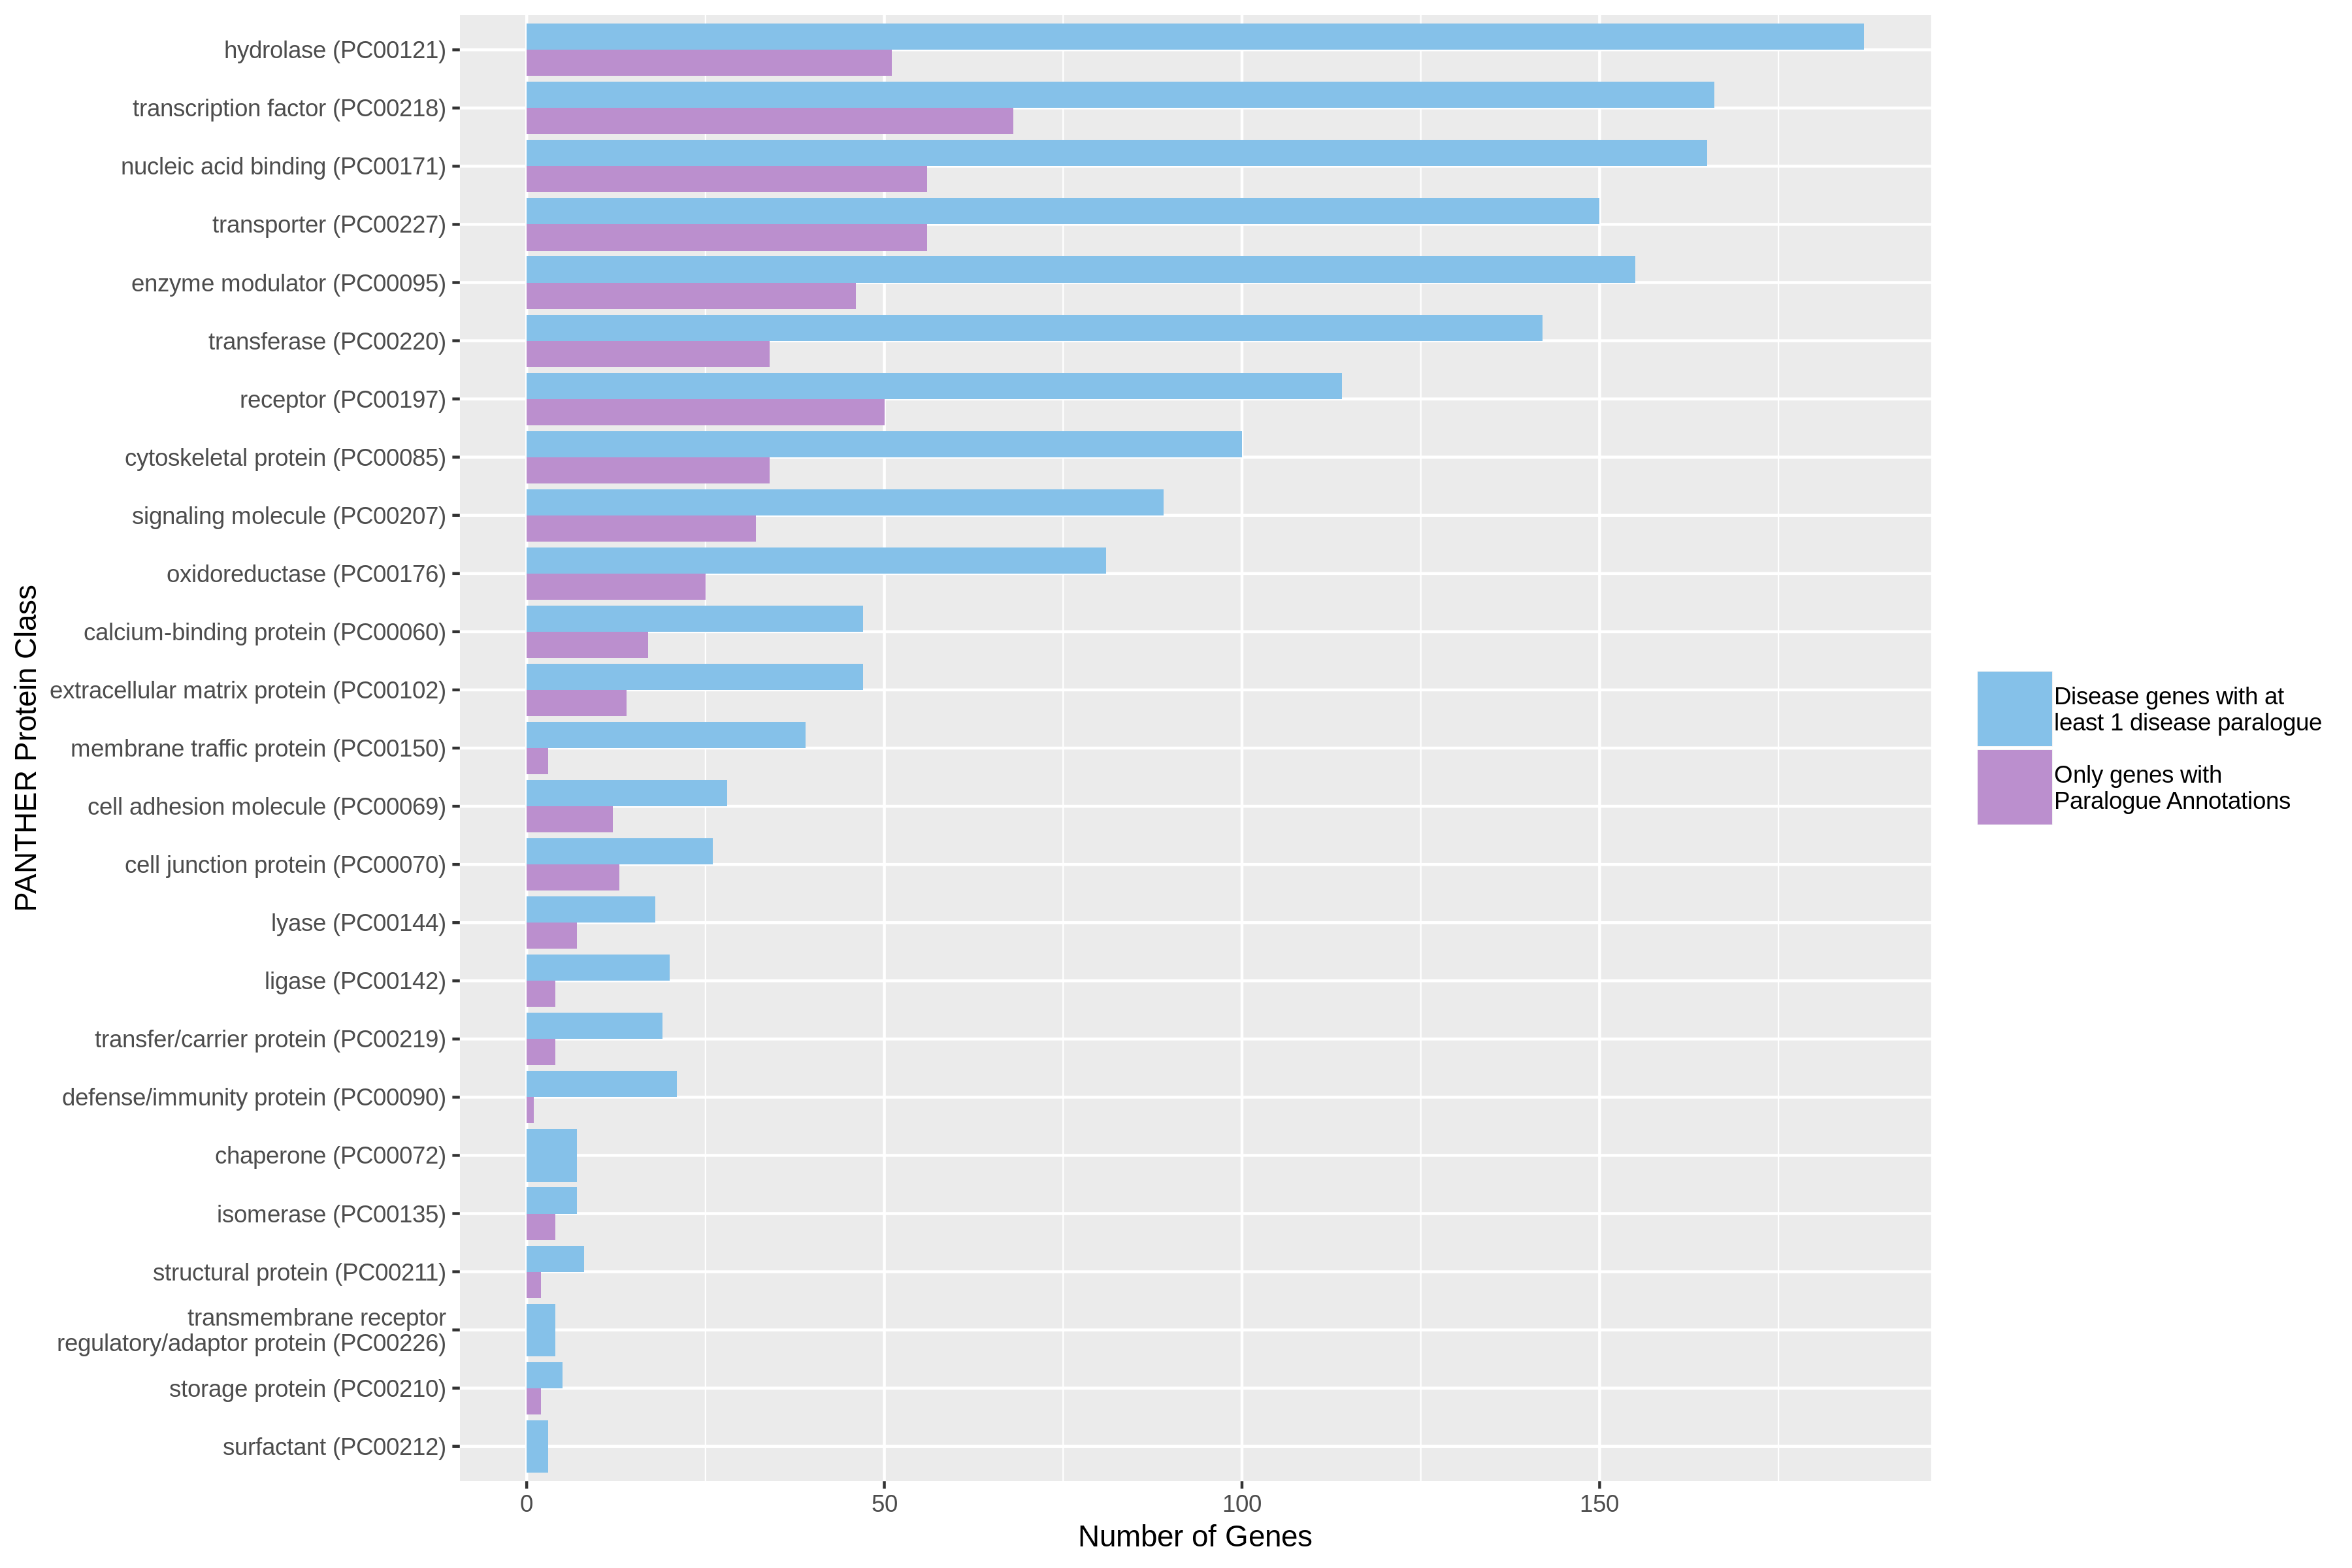 hydrolase (PC00121)
transcription factor (PC00218)
nucleic acid binding (PC00171)
transporter (PC00227)
enzyme modulator (PC00095)
transferase (PC00220)
receptor (PC00197)
cytoskeletal protein (PC00085)
signaling molecule (PC00207)
oxidoreductase (PC00176)
calcium-binding protein (PC00060)
extracellular matrix protein (PC00102)
membrane traffic protein (PC00150)
cell adhesion molecule (PC00069)
cell junction protein (PC00070)
lyase (PC00144)
ligase (PC00142)
transfer/carrier protein (PC00219)
defense/immunity protein (PC00090)
chaperone (PC00072)
isomerase (PC00135)
structural protein (PC00211)
transmembrane receptor
regulatory/adaptor protein (PC00226)
storage protein (PC00210)
surfactant (PC00212)
PANTHER Protein Class
0 50 100 150
Number of Genes
Disease genes with at
least 1 disease paralogue
Only genes with
Paralogue Annotations